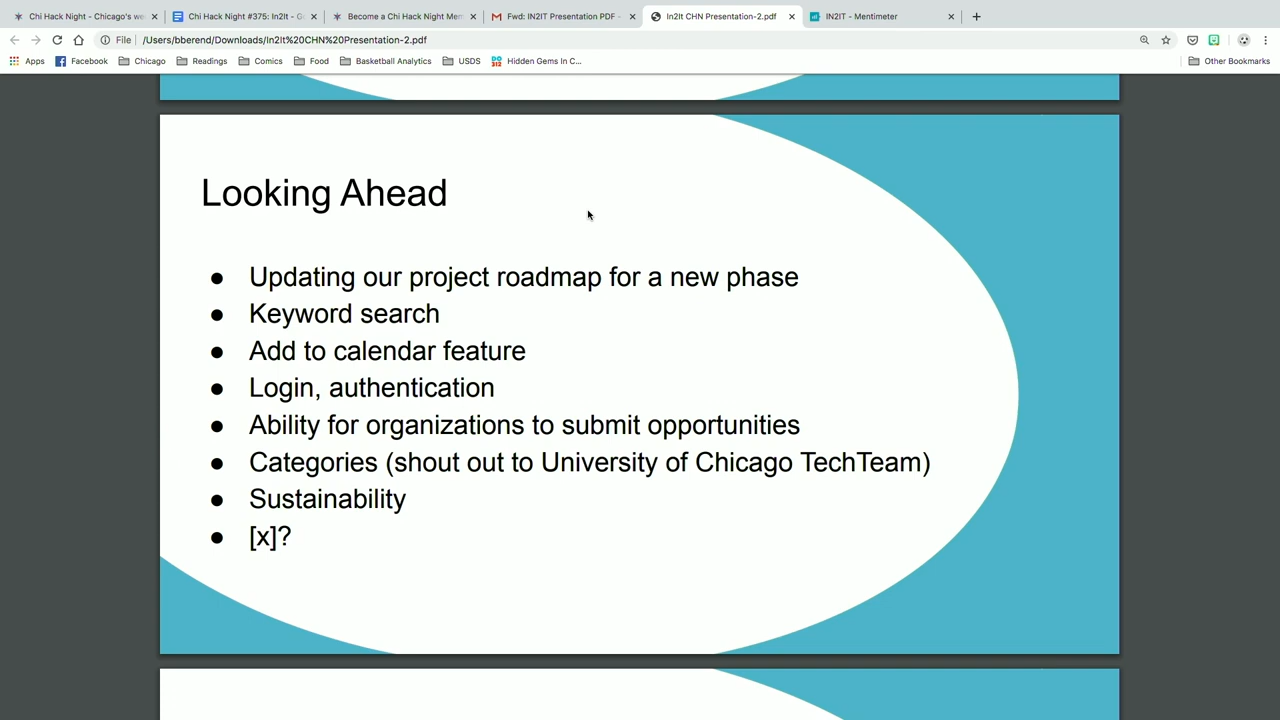 Chi Hack Night - Chicago's we
Chi Hack Night #375: In2It - G
Become a Chi Hack Night Mem
Fwd: IN2IT Presentation PDF -
In2It CHN Presentation-2.pdf
IN2IT - Mentimeter
File
/Users/bberend/Downloads/In2It%20CHN%20Presentation-2.pdf
Apps
Facebook
Chicago
Readings
Comics
Food
Basketball Analytics
USDS
DO312
Hidden Gems In C...
Other Bookmarks
Looking Ahead
● Updating our project roadmap for a new phase
● Keyword search
● Add to calendar feature
● Login, authentication
● Ability for organizations to submit opportunities
● Categories (shout out to University of Chicago TechTeam)
● Sustainability
● [x]?